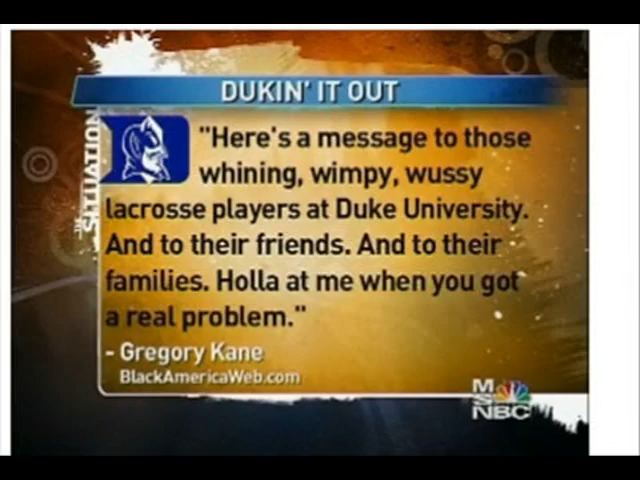 DUKIN' IT OUT
THE SITUATION
"Here's a message to those
whining, wimpy, wussy
lacrosse players at Duke University.
And to their friends. And to their
families. Holla at me when you got
a real problem."
- Gregory Kane
BlackAmericaWeb.com
MSNBC